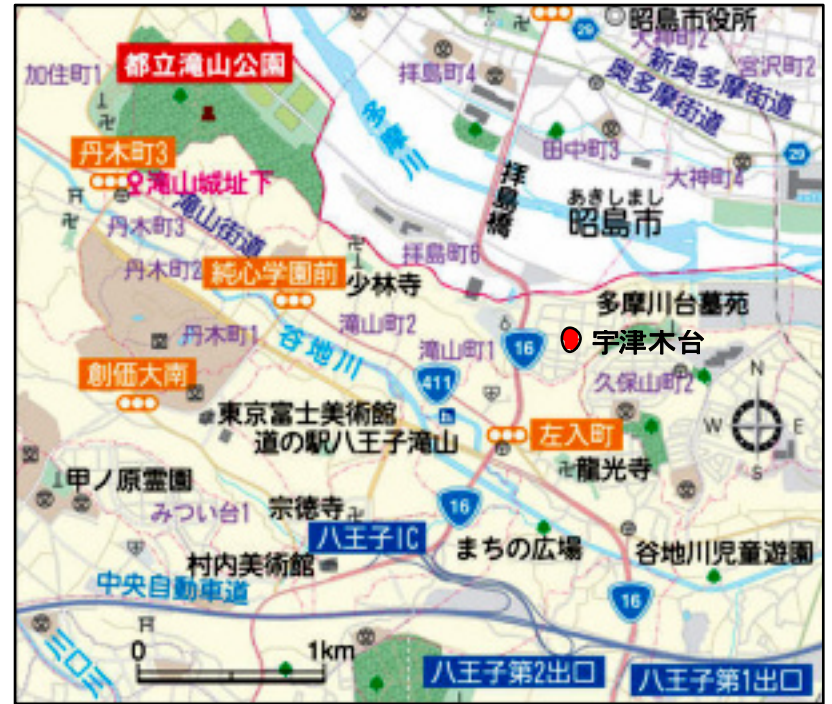 昭島市役所
29
大神町2
新奥多摩街道
宮沢町2
奥多摩街道
加住町1
都立滝山公園
拝島町4
多摩川
田中町3
29
大神町4
丹木町3
滝山城址下
拝島橋
あきしまし
昭島市
丹木町3
滝山街道
丹木町2
純心学園前
少林寺
拝島町6
多摩川台墓苑
丹木町1
谷地川
滝山町2
滝山町1
16
宇津木台
創価大南
411
久保山町2
N
W
E
S
東京富士美術館
道の駅八王子滝山
左入町
龍光寺
甲ノ原霊園
みつい台1
宗徳寺
16
八王子IC
まちの広場
谷地川児童遊園
村内美術館
中央自動車道
16
0
1km
八王子第2出口
八王子第1出口